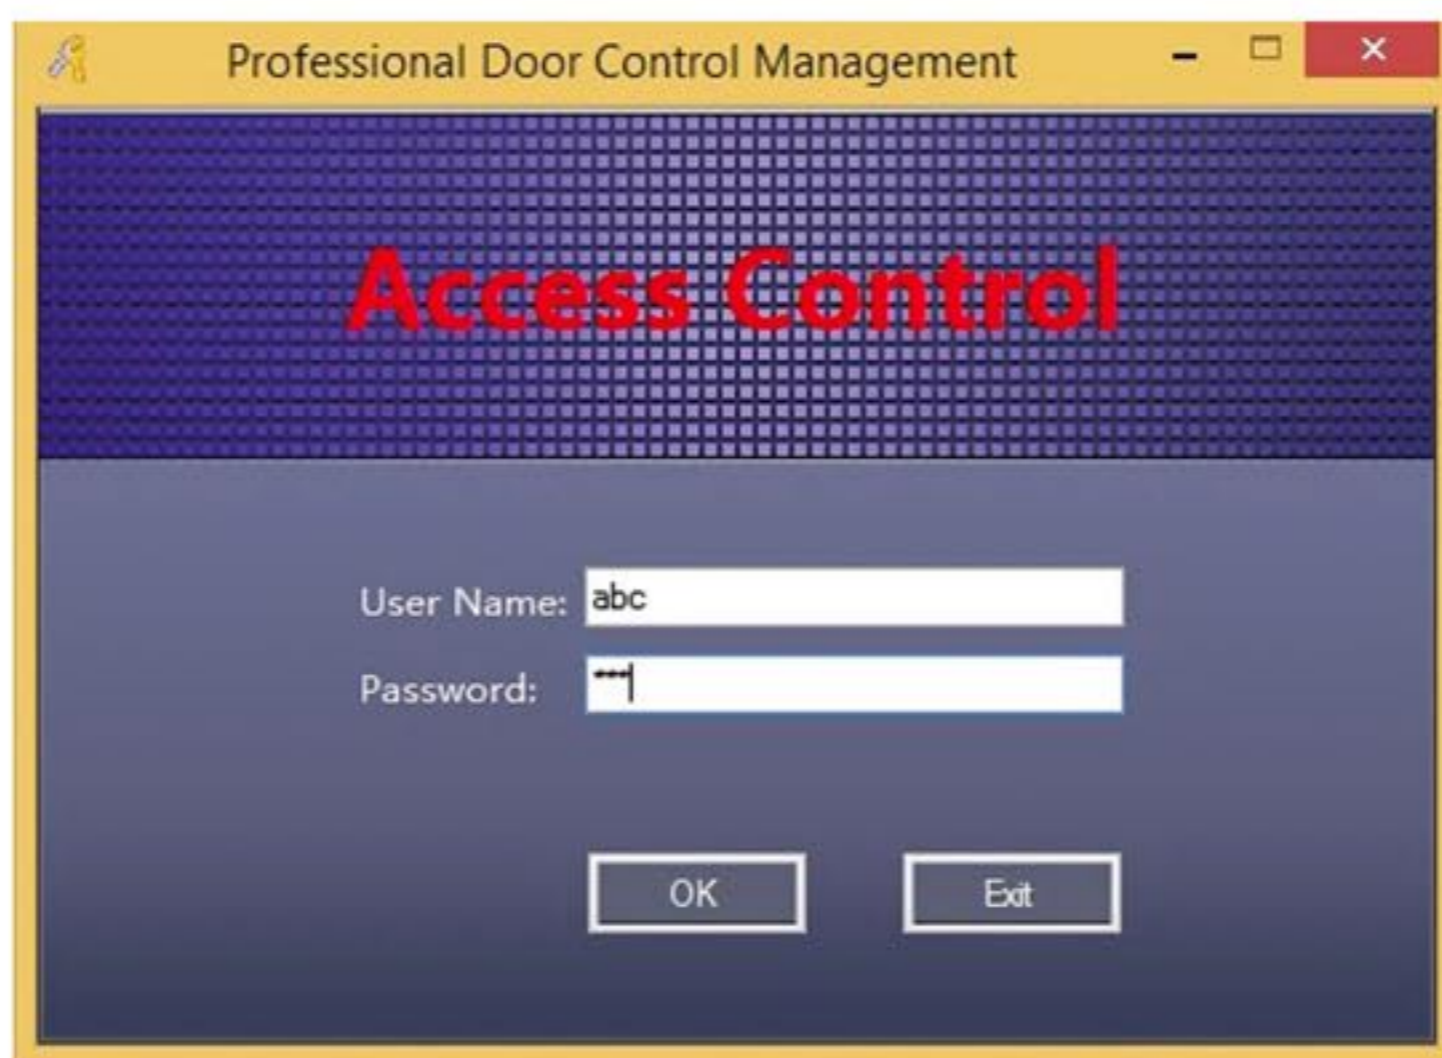 Professional Door Control Management
Access Control
User Name: abc
Password: ***
OK Exit